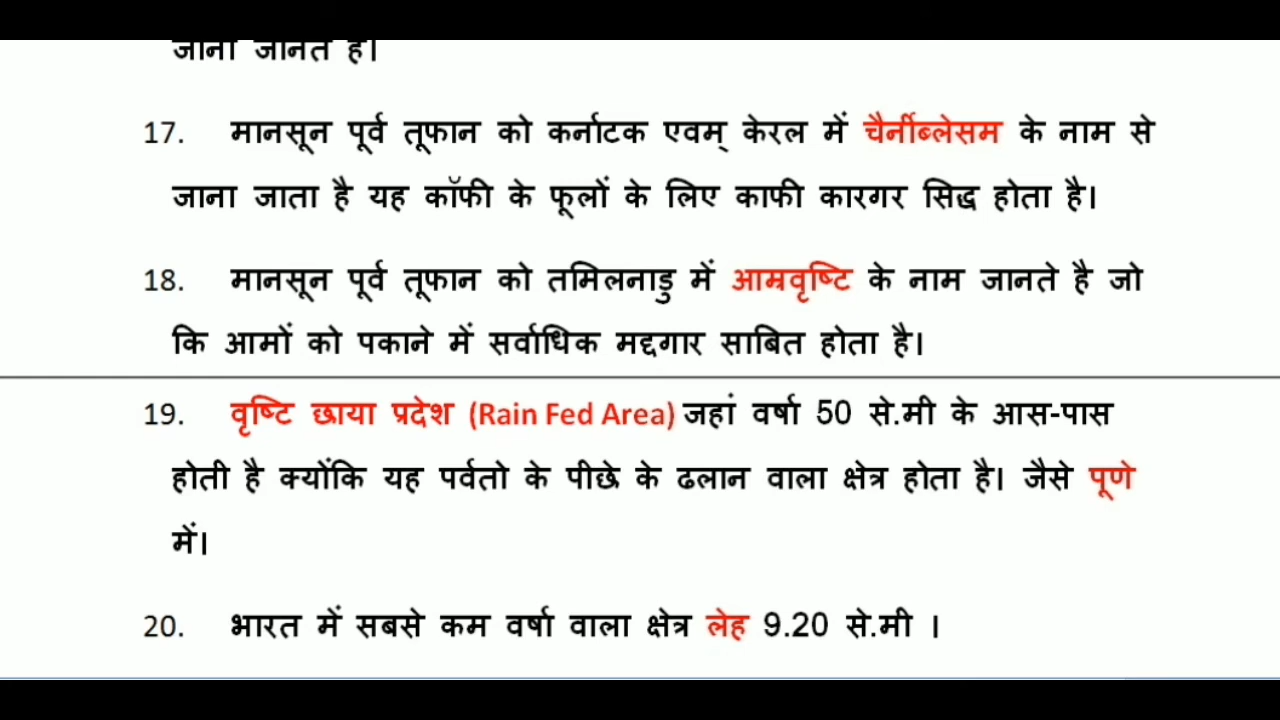 जाना जानते है।
17. मानसून पूर्व तूफान को कर्नाटक एवम् केरल में चैर्नीब्लेसम के नाम से
जाना जाता है यह कॉफी के फूलों के लिए काफी कारगर सिद्ध होता है।
18. मानसून पूर्व तूफान को तमिलनाडु में आम्रवृष्टि के नाम जानते है जो
कि आमों को पकाने में सर्वाधिक मद्दगार साबित होता है।
19. वृष्टि छाया प्रदेश (Rain Fed Area) जहां वर्षा 50 से.मी के आस-पास
होती है क्योंकि यह पर्वतो के पीछे के ढलान वाला क्षेत्र होता है। जैसे पूणे
में।
20. भारत में सबसे कम वर्षा वाला क्षेत्र लेह 9.20 से.मी ।